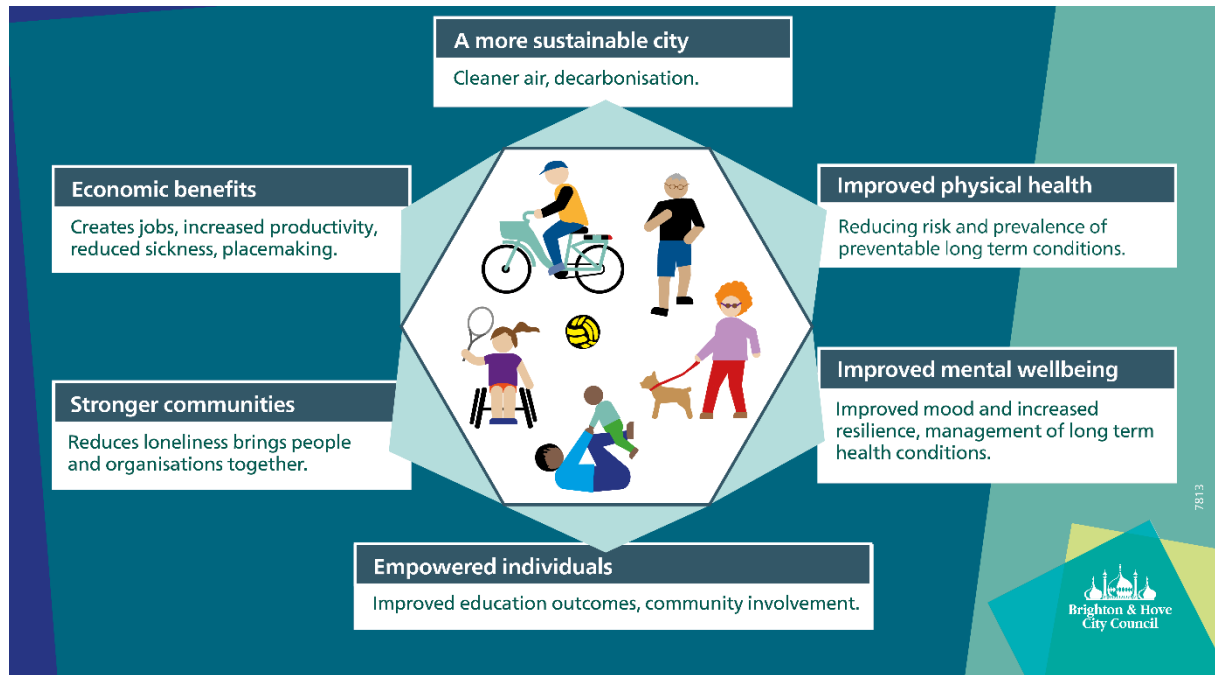 A more sustainable city
Cleaner air, decarbonisation.
Economic benefits
Creates jobs, increased productivity,
reduced sickness, placemaking.
Improved physical health
Reducing risk and prevalence of
preventable long term conditions.
Stronger communities
Reduces loneliness brings people
and organisations together.
Improved mental wellbeing
Improved mood and increased
resilience, management of long term
health conditions.
Empowered individuals
Improved education outcomes, community involvement.
7813
Brighton & Hove
City Council